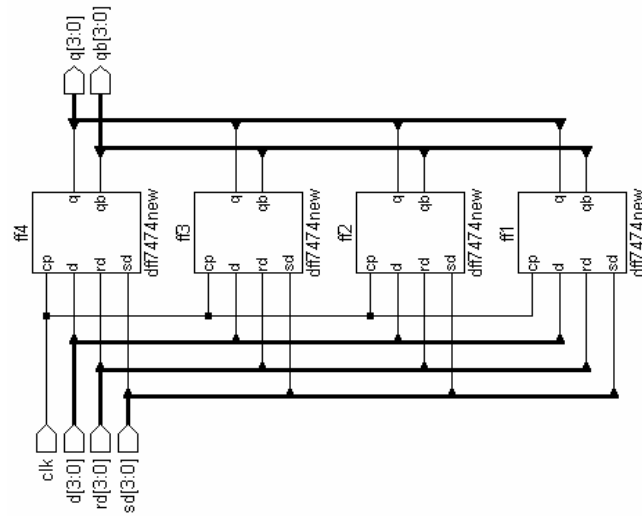 q[3:0]
qb[3:0]
ff4
q
qb
cp
d
rd
sd
dff7474new
ff3
q
qb
cp
d
rd
sd
dff7474new
ff2
q
qb
cp
d
rd
sd
dff7474new
ff1
q
qb
cp
d
rd
sd
dff7474new
clk
d[3:0]
rd[3:0]
sd[3:0]